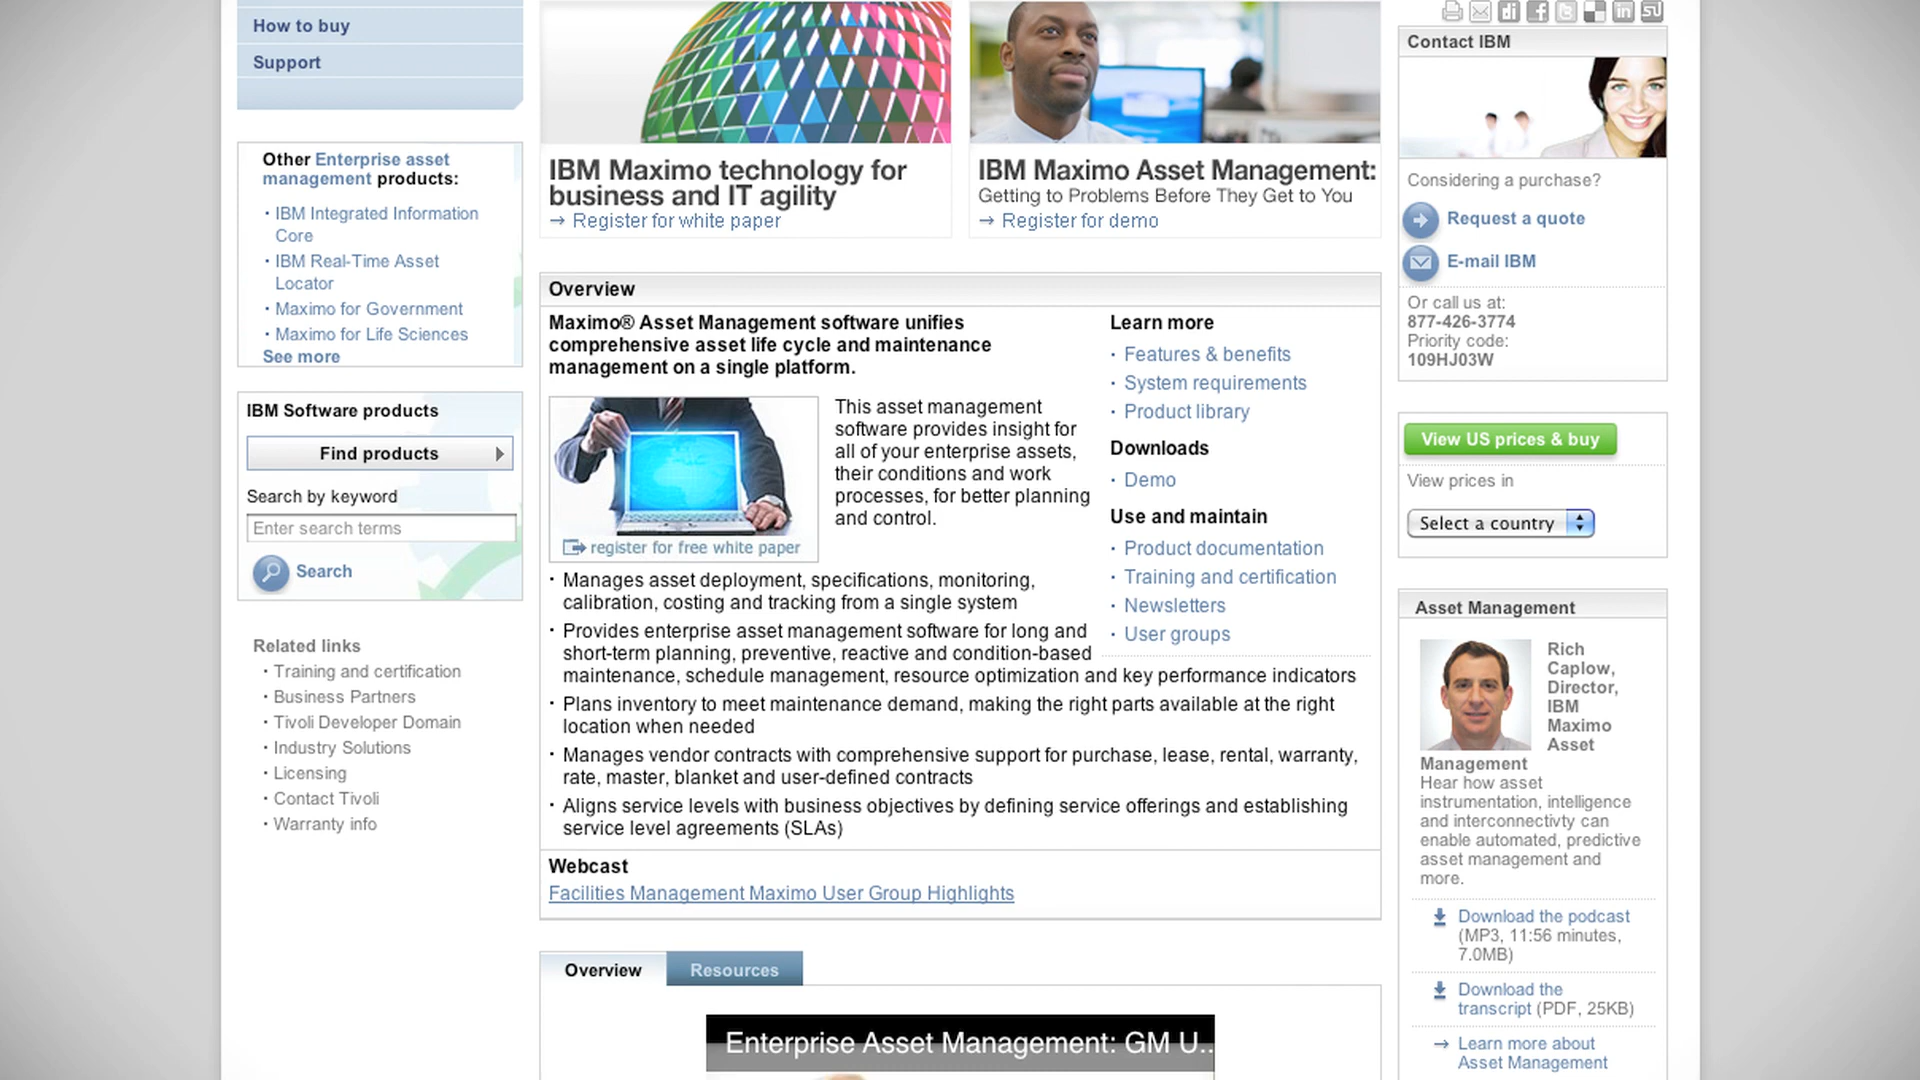 How to buy
Support
Other Enterprise asset
management products:
· IBM Integrated Information
Core
· IBM Real-Time Asset
Locator
· Maximo for Government
· Maximo for Life Sciences
See more
IBM Software products
Find products
Search by keyword
Enter search terms
Search
Related links
· Training and certification
· Business Partners
· Tivoli Developer Domain
· Industry Solutions
· Licensing
· Contact Tivoli
· Warranty info
IBM Maximo technology for
business and IT agility
→ Register for white paper
IBM Maximo Asset Management:
Getting to Problems Before They Get to You
→ Register for demo
Overview
Maximo® Asset Management software unifies
comprehensive asset life cycle and maintenance
management on a single platform.
register for free white paper
This asset management
software provides insight for
all of your enterprise assets,
their conditions and work
processes, for better planning
and control.
· Manages asset deployment, specifications, monitoring,
calibration, costing and tracking from a single system
· Provides enterprise asset management software for long and
short-term planning, preventive, reactive and condition-based
maintenance, schedule management, resource optimization and key performance indicators
· Plans inventory to meet maintenance demand, making the right parts available at the right
location when needed
· Manages vendor contracts with comprehensive support for purchase, lease, rental, warranty,
rate, master, blanket and user-defined contracts
· Aligns service levels with business objectives by defining service offerings and establishing
service level agreements (SLAs)
Learn more
· Features & benefits
· System requirements
· Product library
Downloads
· Demo
Use and maintain
· Product documentation
· Training and certification
· Newsletters
· User groups
Webcast
Facilities Management Maximo User Group Highlights
Overview
Resources
Enterprise Asset Management: GM U...
Contact IBM
Considering a purchase?
Request a quote
E-mail IBM
Or call us at:
877-426-3774
Priority code:
109HJ03W
View US prices & buy
View prices in
Select a country
Asset Management
Rich
Caplow,
Director,
IBM
Maximo
Asset
Management
Hear how asset
instrumentation, intelligence
and interconnectivty can
enable automated, predictive
asset management and
more.
Download the podcast
(MP3, 11:56 minutes,
7.0MB)
Download the
transcript (PDF, 25KB)
→ Learn more about
Asset Management